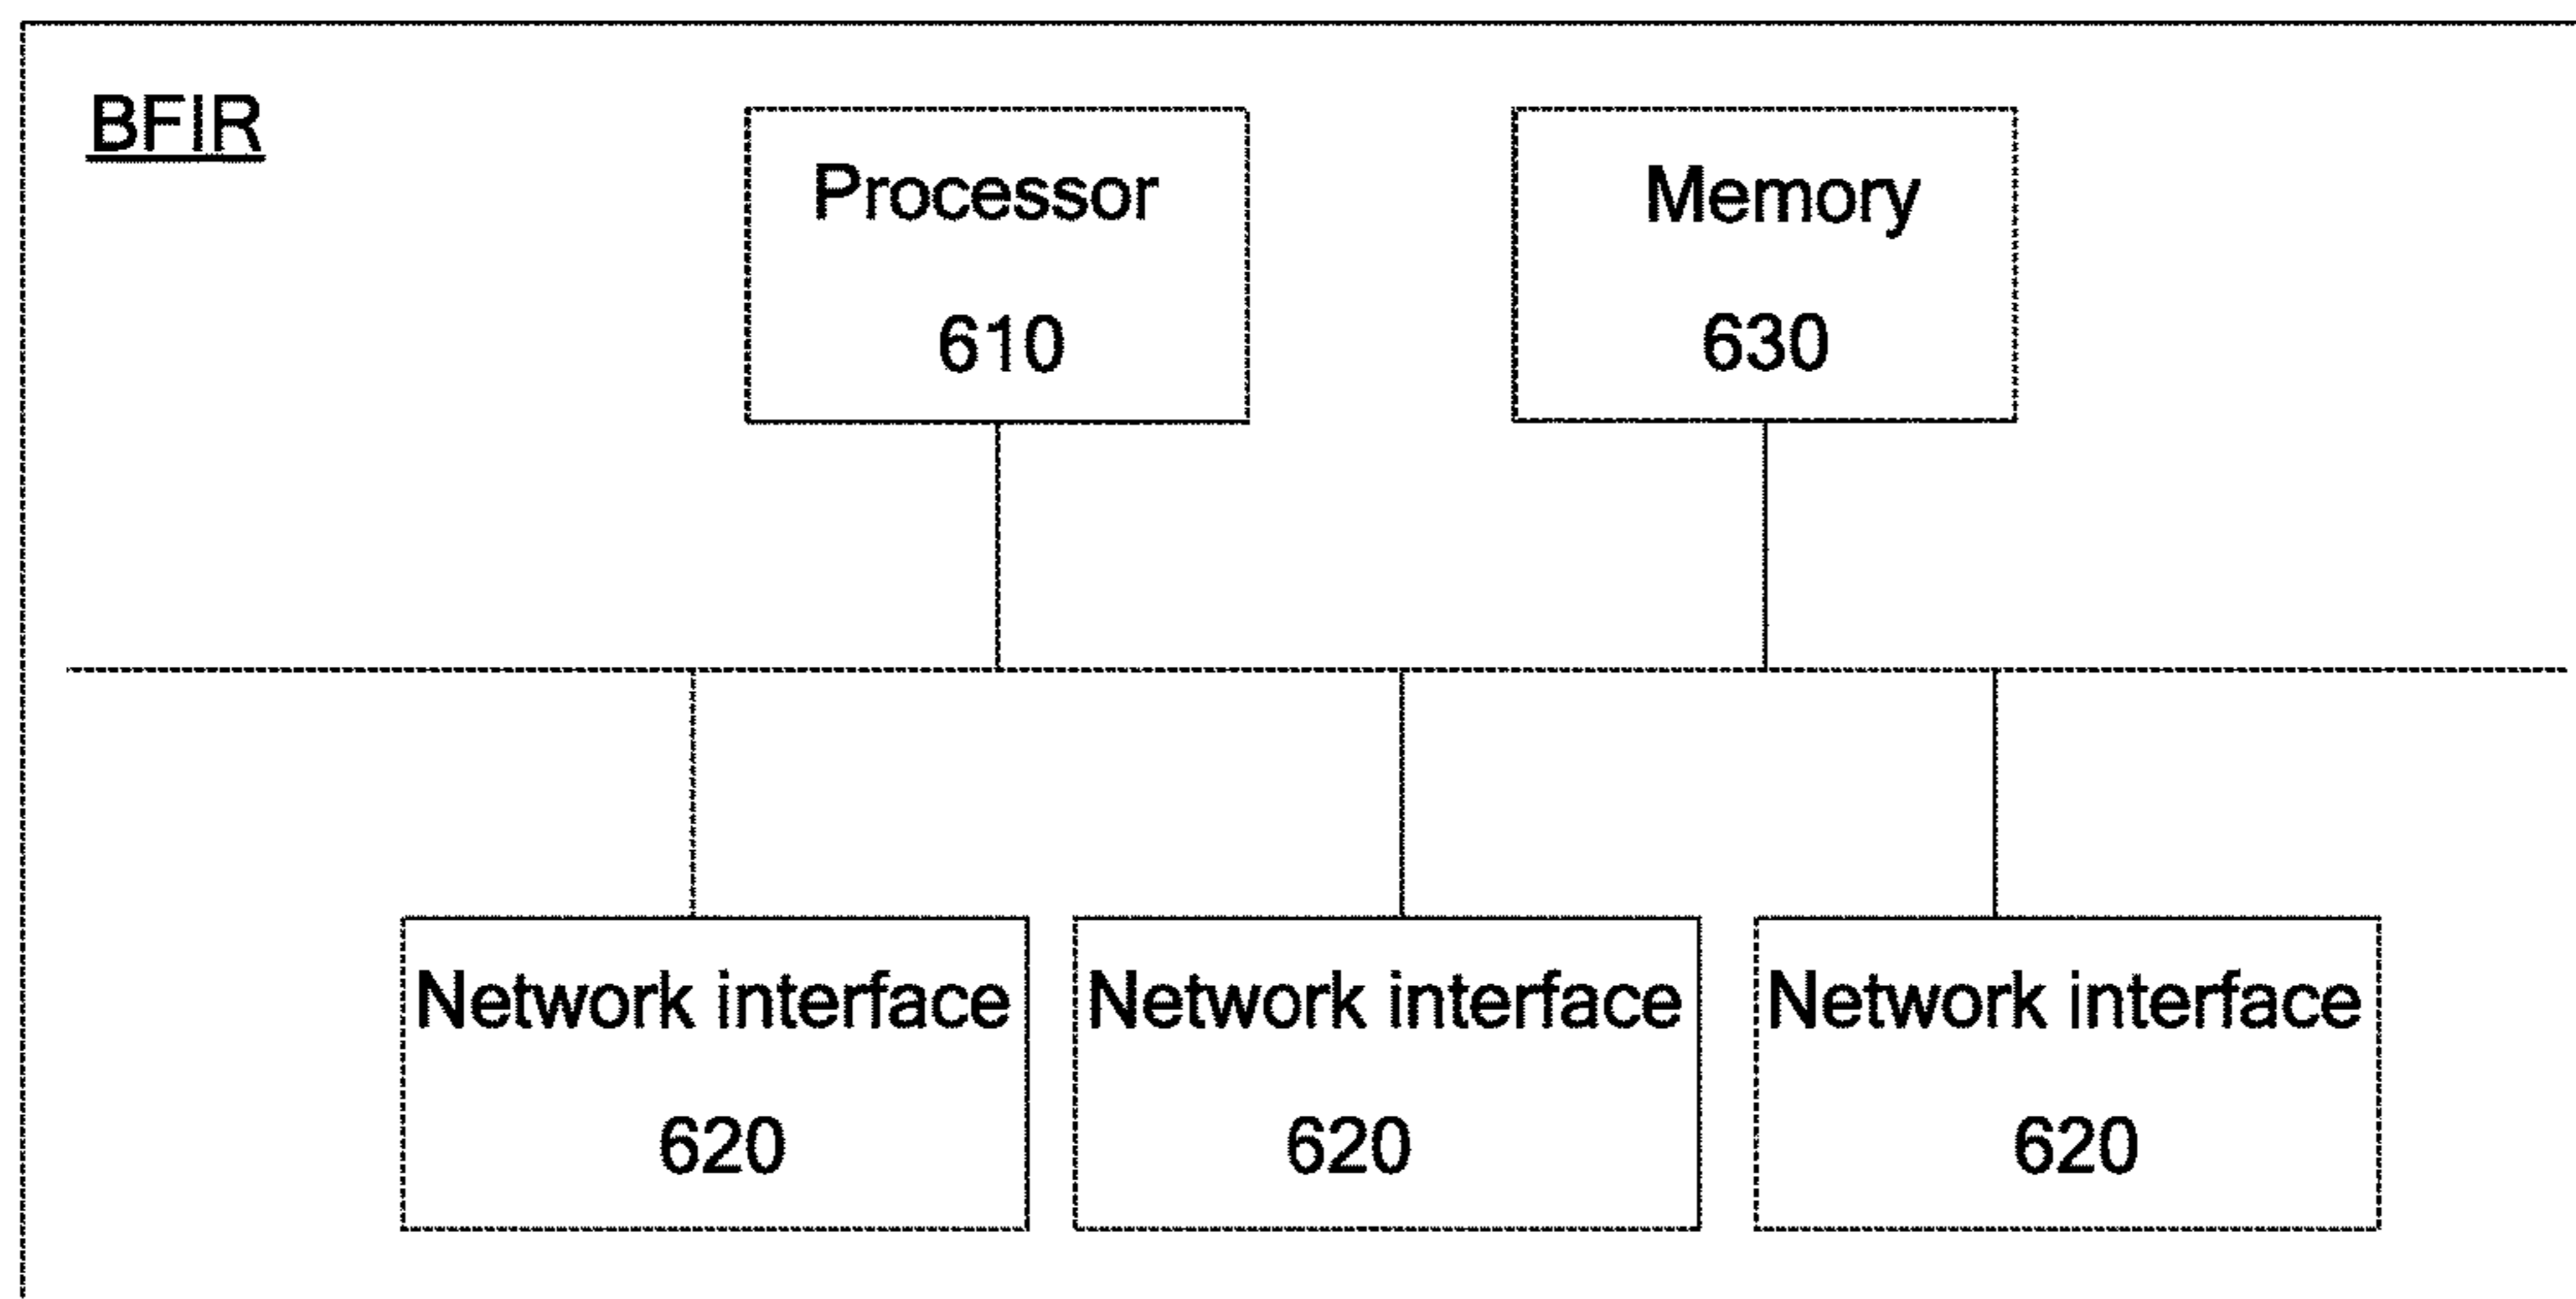 BFIR
Processor
610
Memory
630
Network interface
620
Network interface
620
Network interface
620